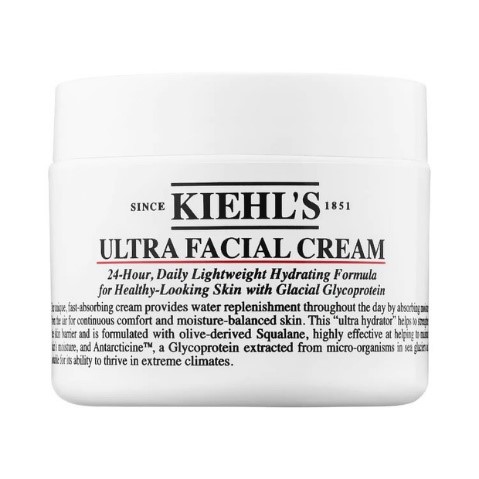 SINCE KIEHL'S 1851
ULTRA FACIAL CREAM
24-Hour, Daily Lightweight Hydrating Formula
for Healthy-Looking Skin with Glacial Glycoprotein
unique, fast-absorbing cream provides water replenishment throughout the day by absorbing
the air for continuous comfort and moisture-balanced skin. This "ultra hydrator" helps to
skin barrier and is formulated with olive-derived Squalane, highly effective at helping to
moisture, and Antarcticine™, a Glycoprotein extracted from micro-organisms in sea
for its ability to thrive in extreme climates.